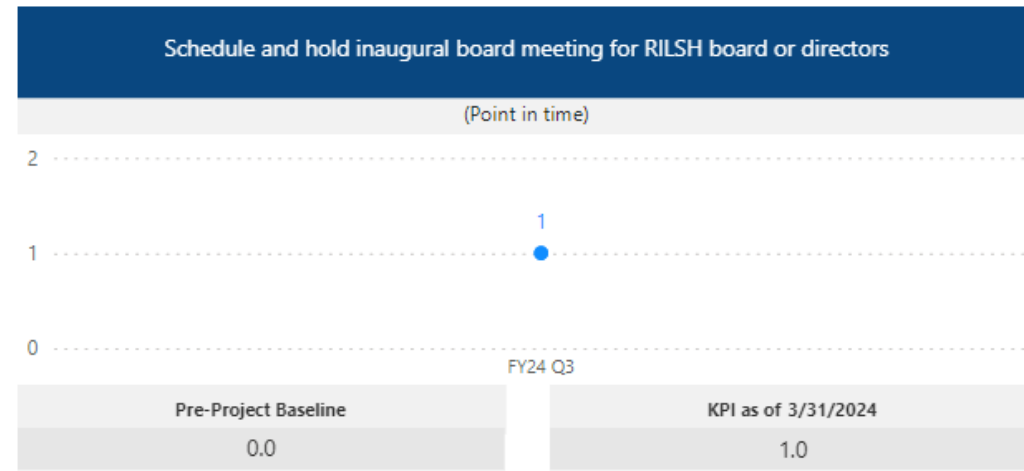 Schedule and hold inaugural board meeting for RILSH board or directors
(Point in time)
2
1
1
0
FY24 Q3
Pre-Project Baseline
KPI as of 3/31/2024
0.0
1.0